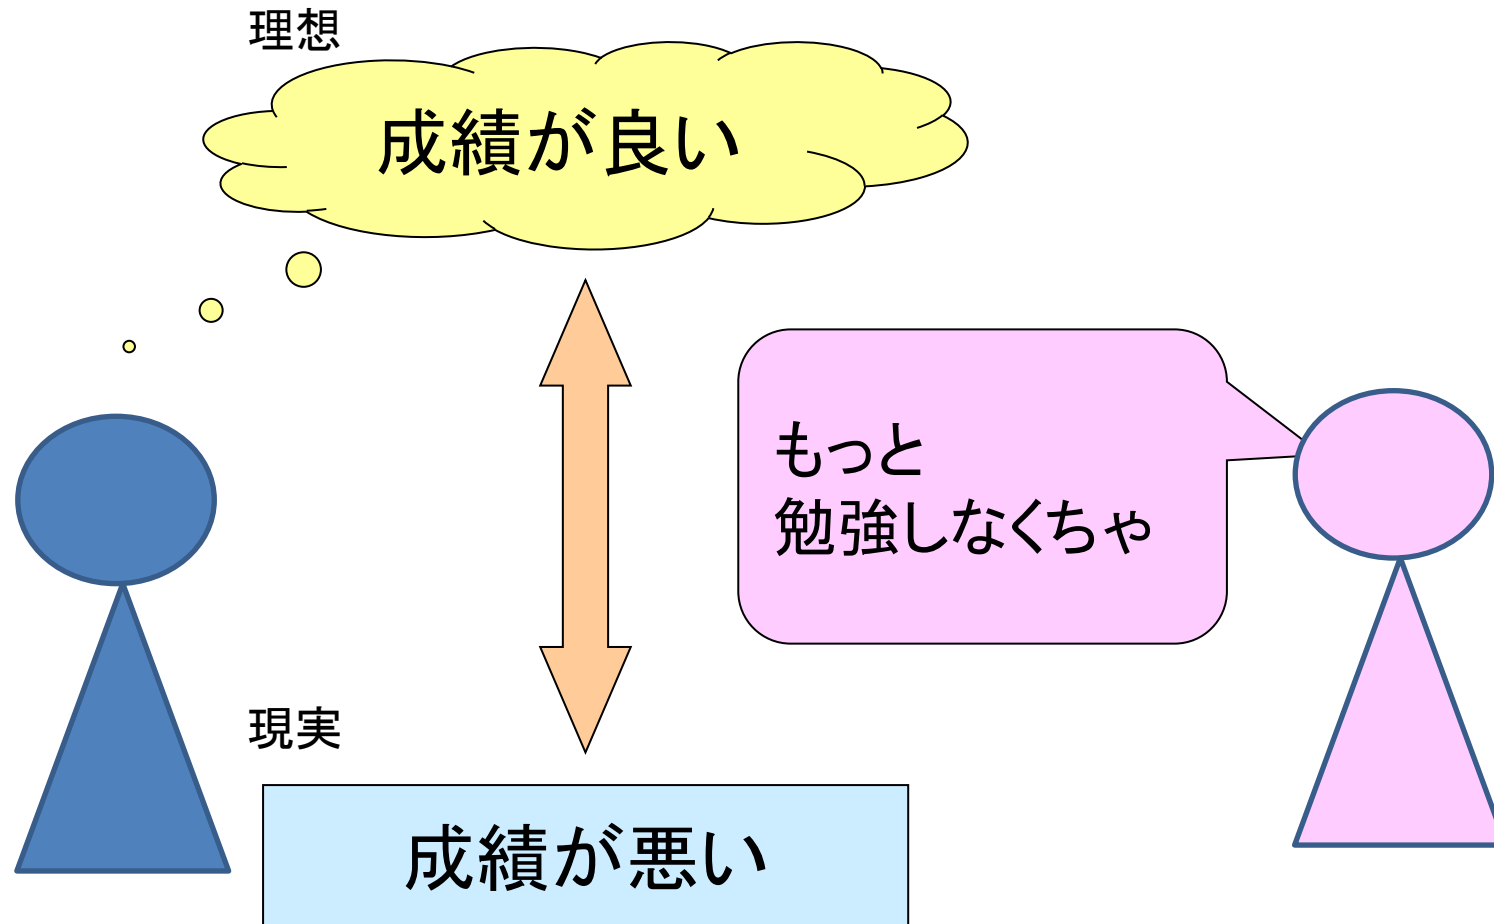 理想
成績が良い
もっと
勉強しなくちゃ
現実
成績が悪い